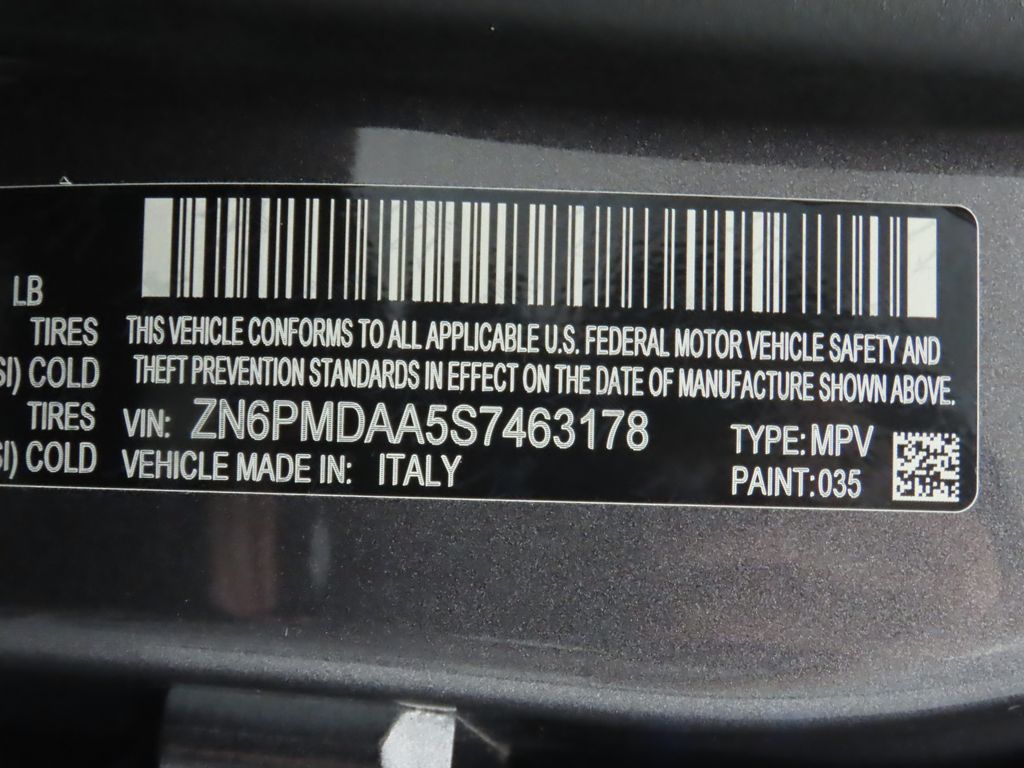 LB
TIRES
SI) COLD
TIRES
SI) COLD
THIS VEHICLE CONFORMS TO ALL APPLICABLE U.S. FEDERAL MOTOR VEHICLE SAFETY AND
THEFT PREVENTION STANDARDS IN EFFECT ON THE DATE OF MANUFACTURE SHOWN ABOVE.
VIN: ZN6PMDAA5S7463178
VEHICLE MADE IN: ITALY
TYPE: MPV
PAINT: 035